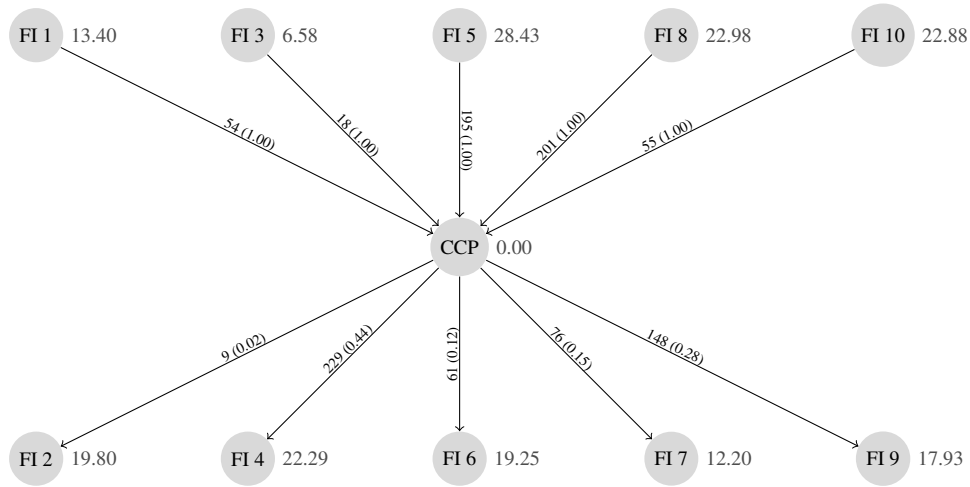 FI 1 13.40
FI 3 6.58
FI 5 28.43
FI 8 22.98
FI 10 22.88
54 (1.00)
18 (1.00)
195 (1.00)
201 (1.00)
55 (1.00)
CCP 0.00
9 (0.02)
229 (0.44)
61 (0.12)
76 (0.15)
148 (0.28)
FI 2 19.80
FI 4 22.29
FI 6 19.25
FI 7 12.20
FI 9 17.93